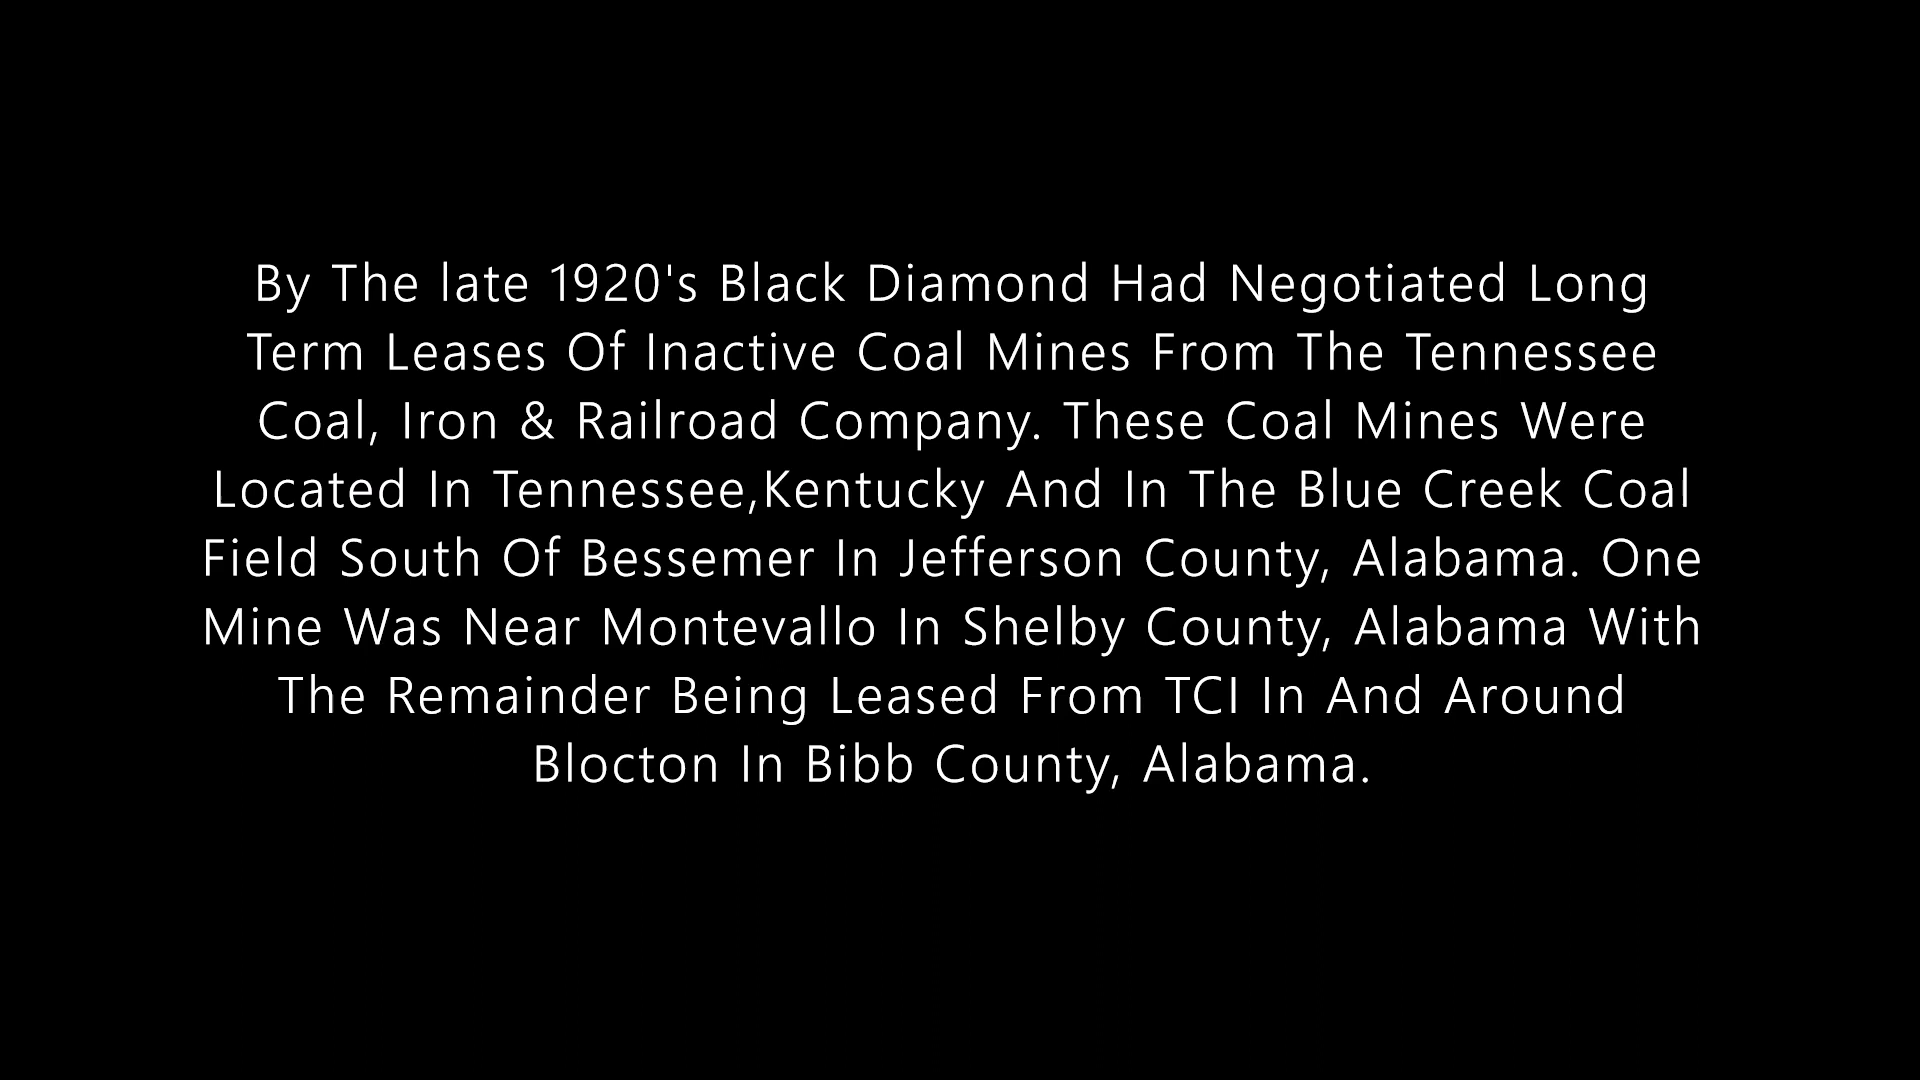 By The late 1920's Black Diamond Had Negotiated Long
Term Leases Of Inactive Coal Mines From The Tennessee
Coal, Iron & Railroad Company. These Coal Mines Were
Located In Tennessee,Kentucky And In The Blue Creek Coal
Field South Of Bessemer In Jefferson County, Alabama. One
Mine Was Near Montevallo In Shelby County, Alabama With
The Remainder Being Leased From TCI In And Around
Blocton In Bibb County, Alabama.